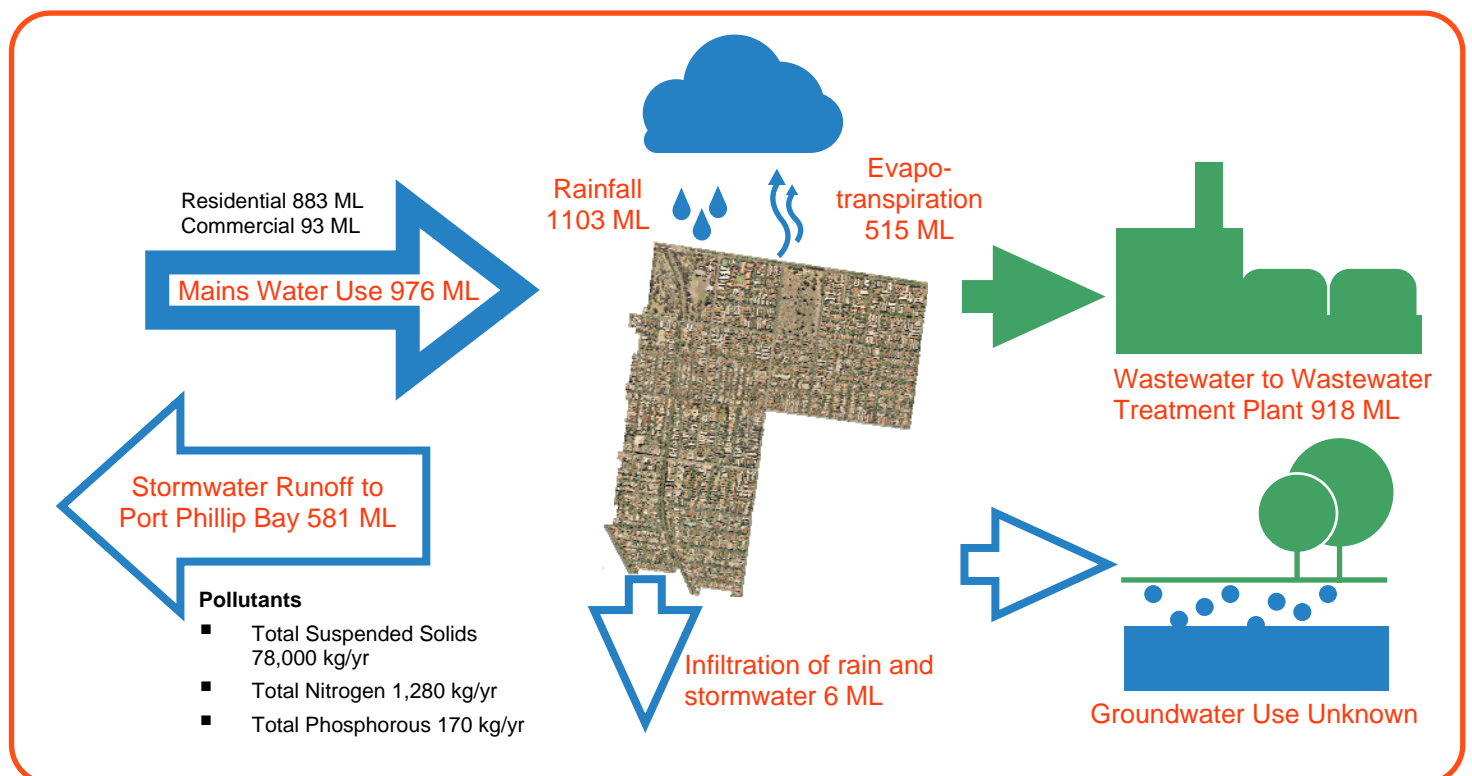 Residential 883 ML
Commercial 93 ML
Mains Water Use 976 ML
Rainfall
1103 ML
Evapo-
transpiration
515 ML
Wastewater to Wastewater
Treatment Plant 918 ML
Stormwater Runoff to
Port Phillip Bay 581 ML
Pollutants
■ Total Suspended Solids
78,000 kg/yr
■ Total Nitrogen 1,280 kg/yr
■ Total Phosphorous 170 kg/yr
Infiltration of rain and
stormwater 6 ML
Groundwater Use Unknown